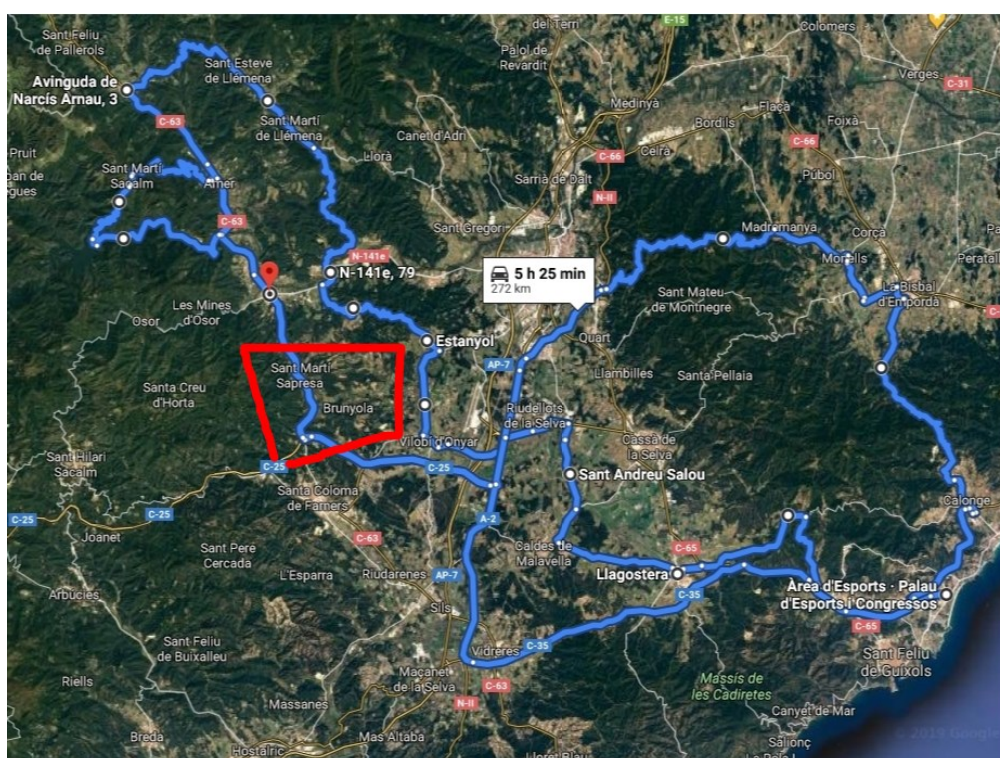 del Terri
E-15
Colomers
Sant Feliu
de Pallerols
Palol de
Revardit
Sant Esteve
de Llémena
Verges
C-31
Avinguda de
Narcís Arnau, 3
Medinyà
Flaçà
C-63
Sant Martí
de Llémena
Bordils
Foixà
Canet d'Adri
C-66
Celrà
C-66
Pruit
Llorà
Sant Martí
Sacalm
Amer
Sarrià de Dalt
Púbol
gues
N-II
C-63
Sant Gregori
Madremanya
Corçà
N-141e
Monells
Peratall
N-141e, 79
5 h 25 min
272 km
La Bisbal
d'Empordà
Sant Mateu
de Montnegre
Les Mines
d'Osor
Osor
Quart
Estanyol
AP-7
Llambilles
Santa Pellaia
Sant Martí
Sapresa
Santa Creu
d'Horta
Brunyola
Riudellots
de la Selva
Vilobí d'Onyar
Cassà de
la Selva
Sant Hilari
Sacalm
C-25
C-25
Sant Andreu Salou
Santa Coloma
de Farners
Calonge
C-25
C-25
A-2
Joanet
C-63
Caldes de
Malavella
C-65
Sant Pere
Cercada
L'Esparra
Riudarenes
AP-7
Llagostera
Àrea d'Esports · Palau
d'Esports i Congressos
C-35
Arbúcies
Sils
C-65
Sant Feliu
de Buixalleu
Vidreres
C-35
Sant Feliu
de Guíxols
Riells
Maçanet
de la Selva
C-63
Massís de
les Cadiretes
Massanes
N-II
Canyet de Mar
Breda
Mas Altaba
Salionç
© 2019 Google
Hostalric
Lloret Blau